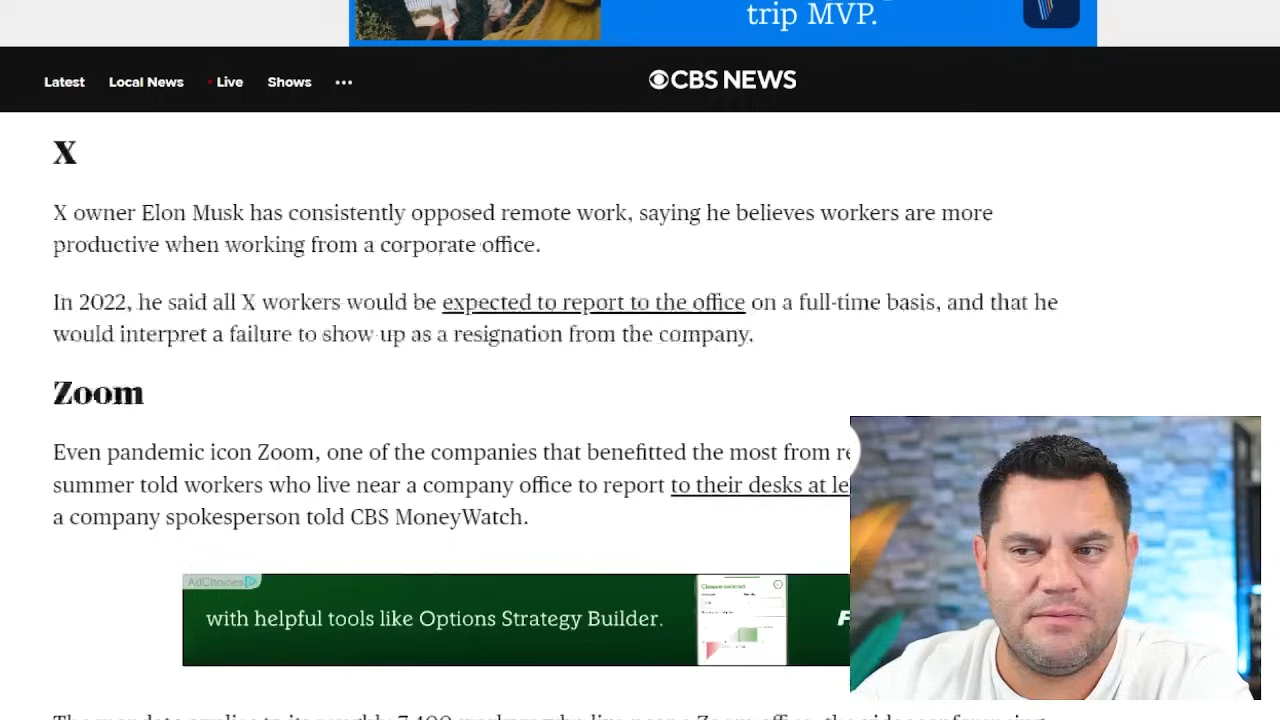 trip MVP.
Latest Local News Live Shows ...
CBS NEWS
X
X owner Elon Musk has consistently opposed remote work, saying he believes workers are more
productive when working from a corporate office.
In 2022, he said all X workers would be expected to report to the office on a full-time basis, and that he
would interpret a failure to show up as a resignation from the company.
Zoom
Even pandemic icon Zoom, one of the companies that benefitted the most from
summer told workers who live near a company office to report to their desks at
a company spokesperson told CBS MoneyWatch.
AdChoices
with helpful tools like Options Strategy Builder.